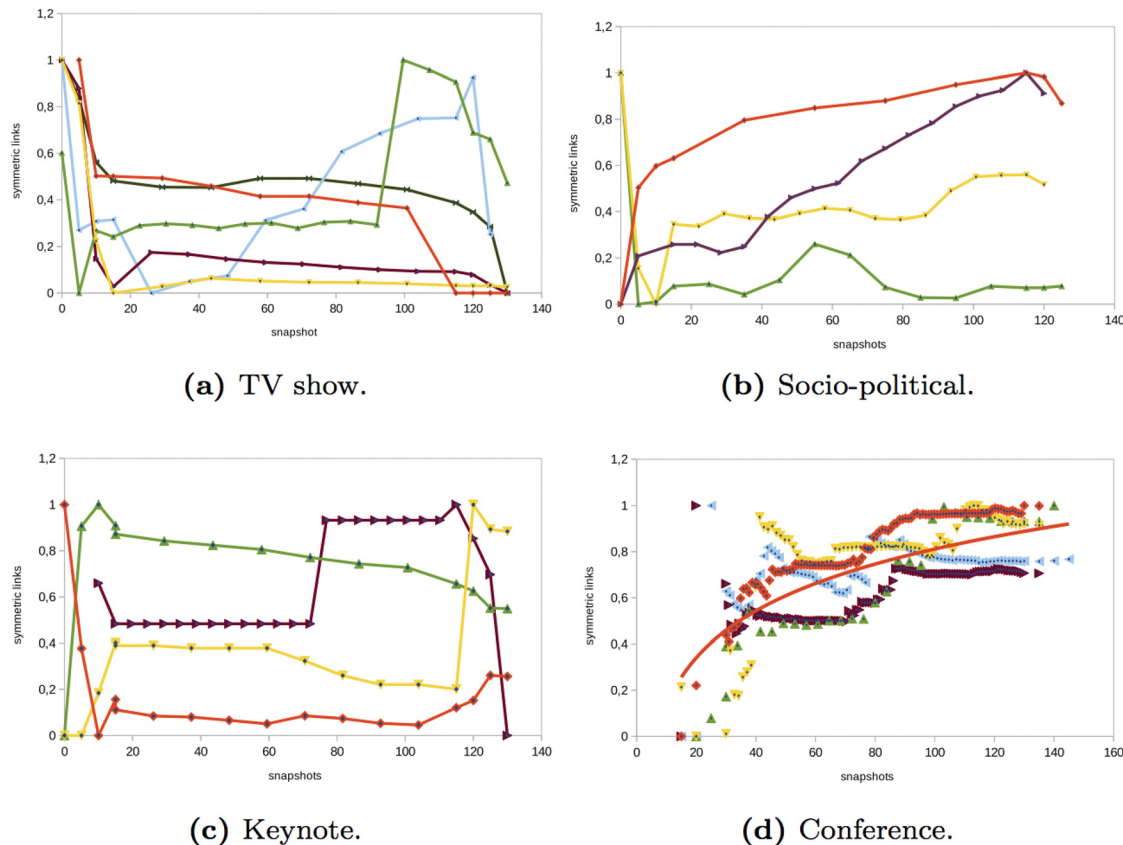 1,2
1
0,8
0,6
0,4
0,2
0
symmetric links
0 20 40 60 80 100 120 140
snapshot
(a) TV show.
1,2
1
0,8
0,6
0,4
0,2
0
symmetric links
0 20 40 60 80 100 120 140
snapshots
(b) Socio-political.
1,2
1
0,8
0,6
0,4
0,2
0
symmetric links
0 20 40 60 80 100 120 140
snapshots
(c) Keynote.
1,2
1
0,8
0,6
0,4
0,2
0
symmetric links
0 20 40 60 80 100 120 140 160
snapshots
(d) Conference.